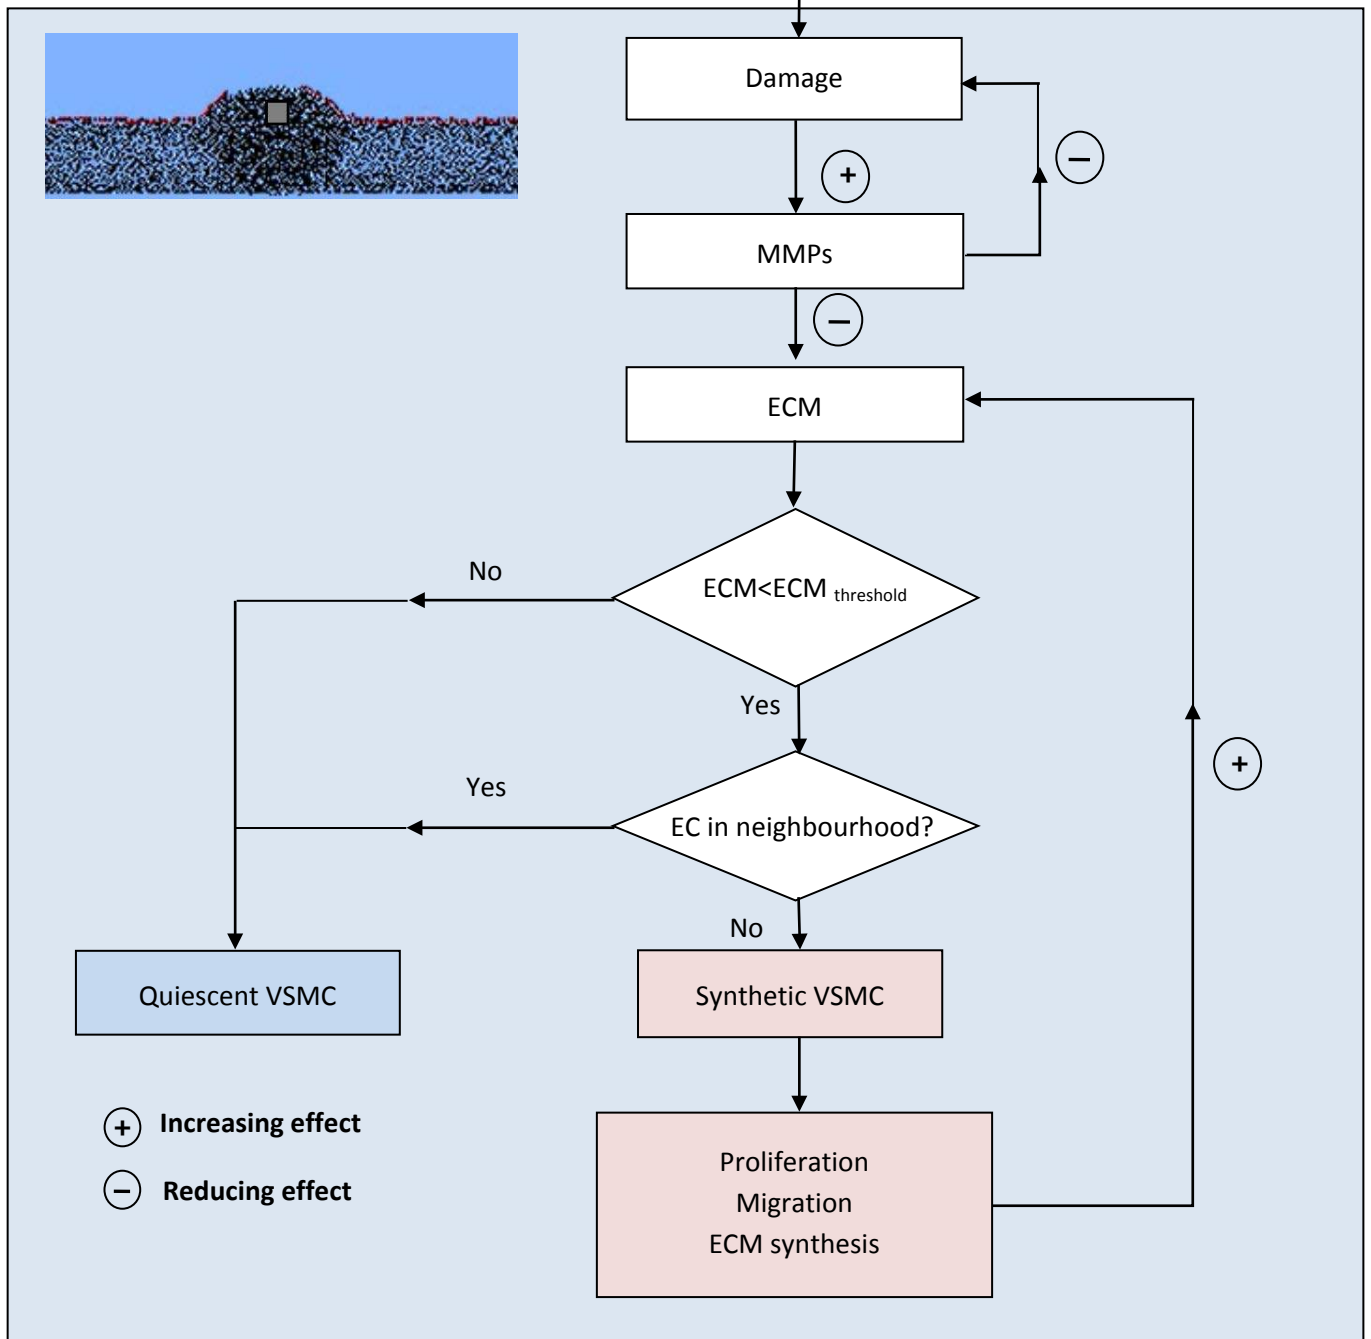 Damage
+
−
MMPs
−
ECM
No
ECM<ECM threshold
Yes
Yes
EC in neighbourhood?
+
No
Quiescent VSMC
Synthetic VSMC
+ Increasing effect
− Reducing effect
Proliferation
Migration
ECM synthesis